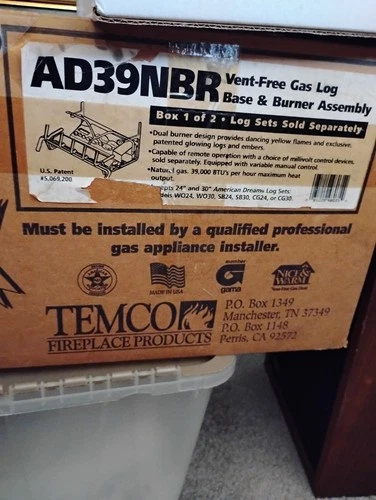 AD39NBR
Vent-Free Gas Log
Base & Burner Assembly
Box 1 of 2 • Log Sets Sold Separately
•Dual burner design provides dancing yellow flames and exclusive,
patented glowing logs and embers.
•Capable of remote operation with a choice of millivolt control devices,
sold separately. Equipped with variable manual control.
•Natural gas. 39,000 BTU's per hour maximum heat
output.
24" and 30" American Dream Log Sets
WO24, WO30, SB24, SB30, CG24, or CG30
U.S. Patent
#5,069,200
Must be installed by a qualified professional
gas appliance installer.
MADE IN USA
gama
NICE &
WARM
TEMCO
FIREPLACE PRODUCTS
P.O. Box 1349
Manchester, TN 37349
P.O. Box 1148
Perris, CA 92572